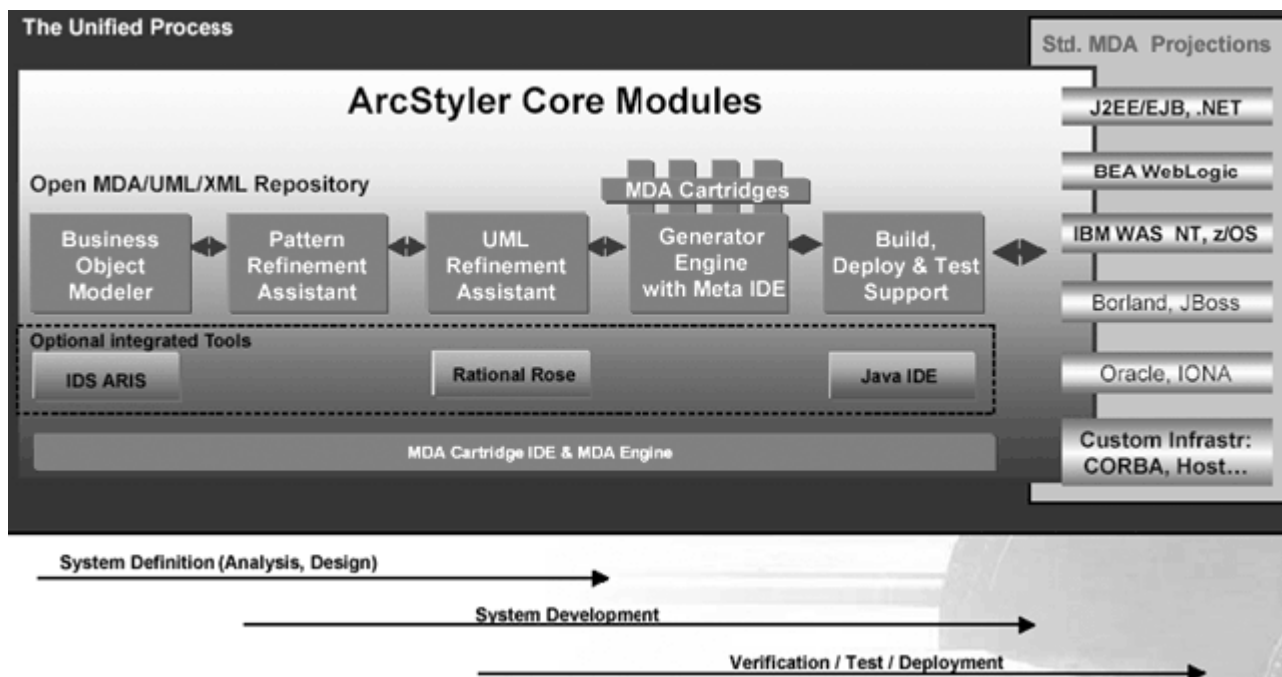 The Unified Process
Std. MDA Projections
ArcStyler Core Modules
J2EE/EJB, .NET
BEA WebLogic
IBM WAS NT, z/OS
Borland, JBoss
Oracle, IONA
Custom Infrastr:
CORBA, Host...
Open MDA/UML/XML Repository
MDA Cartridges
Business
Object
Modeler
Pattern
Refinement
Assistant
UML
Refinement
Assistant
Generator
Engine
with Meta IDE
Build,
Deploy & Test
Support
Optional integrated Tools
IDS ARIS
Rational Rose
Java IDE
MDA Cartridge IDE & MDA Engine
System Definition (Analysis, Design)
System Development
Verification / Test / Deployment